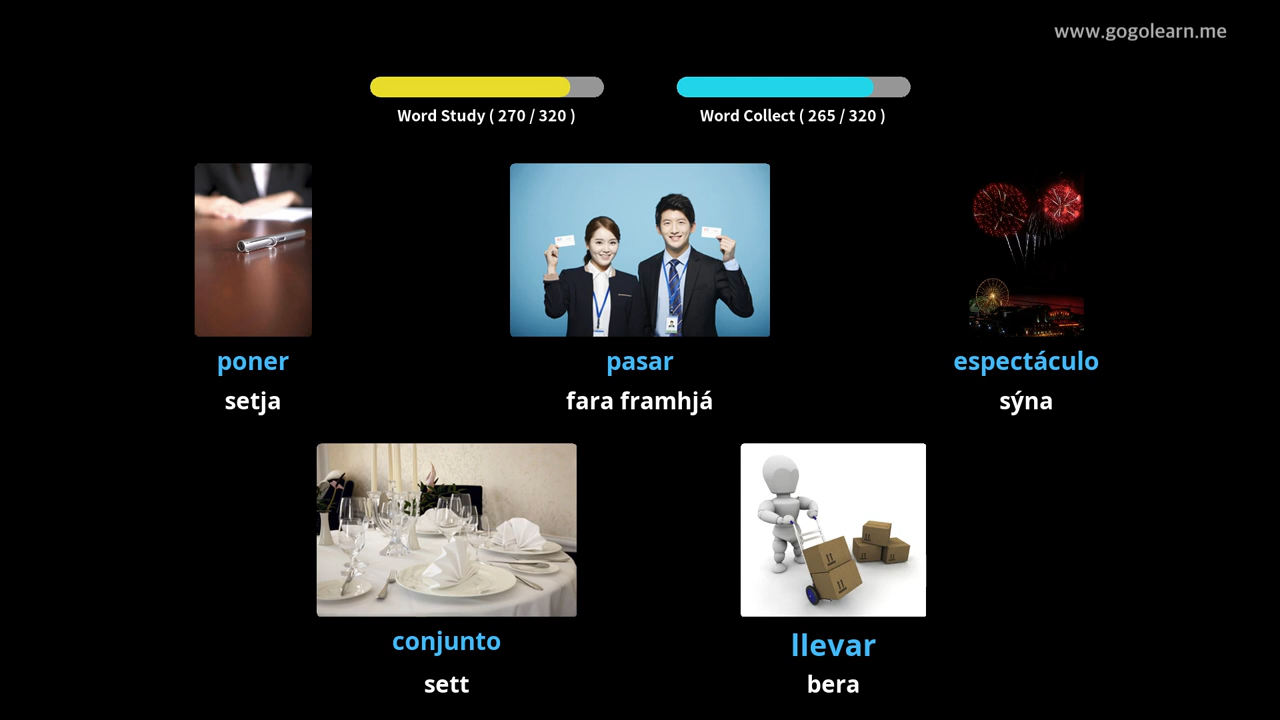 www.gogolearn.me
Word Study ( 270 / 320 )
Word Collect ( 265 / 320 )
poner
pasar
espectáculo
setja
fara framhjá
sýna
conjunto
llevar
sett
bera